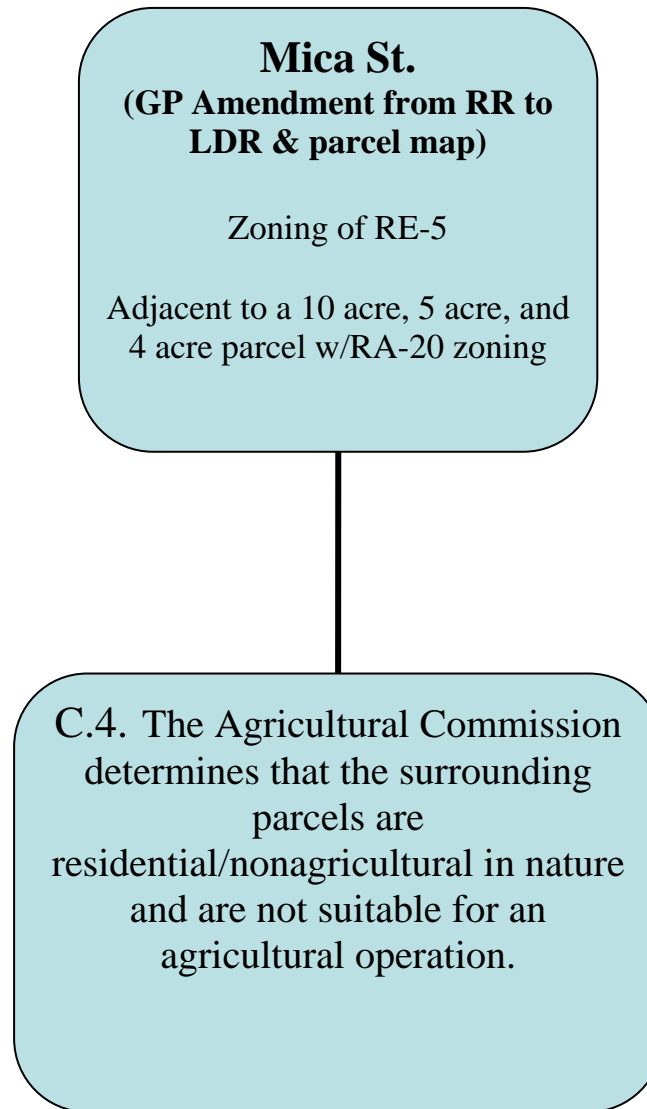 Mica St.
(GP Amendment from RR to
LDR & parcel map)
Zoning of RE-5
Adjacent to a 10 acre, 5 acre, and
4 acre parcel w/RA-20 zoning
C.4. The Agricultural Commission
determines that the surrounding
parcels are
residential/nonagricultural in nature
and are not suitable for an
agricultural operation.